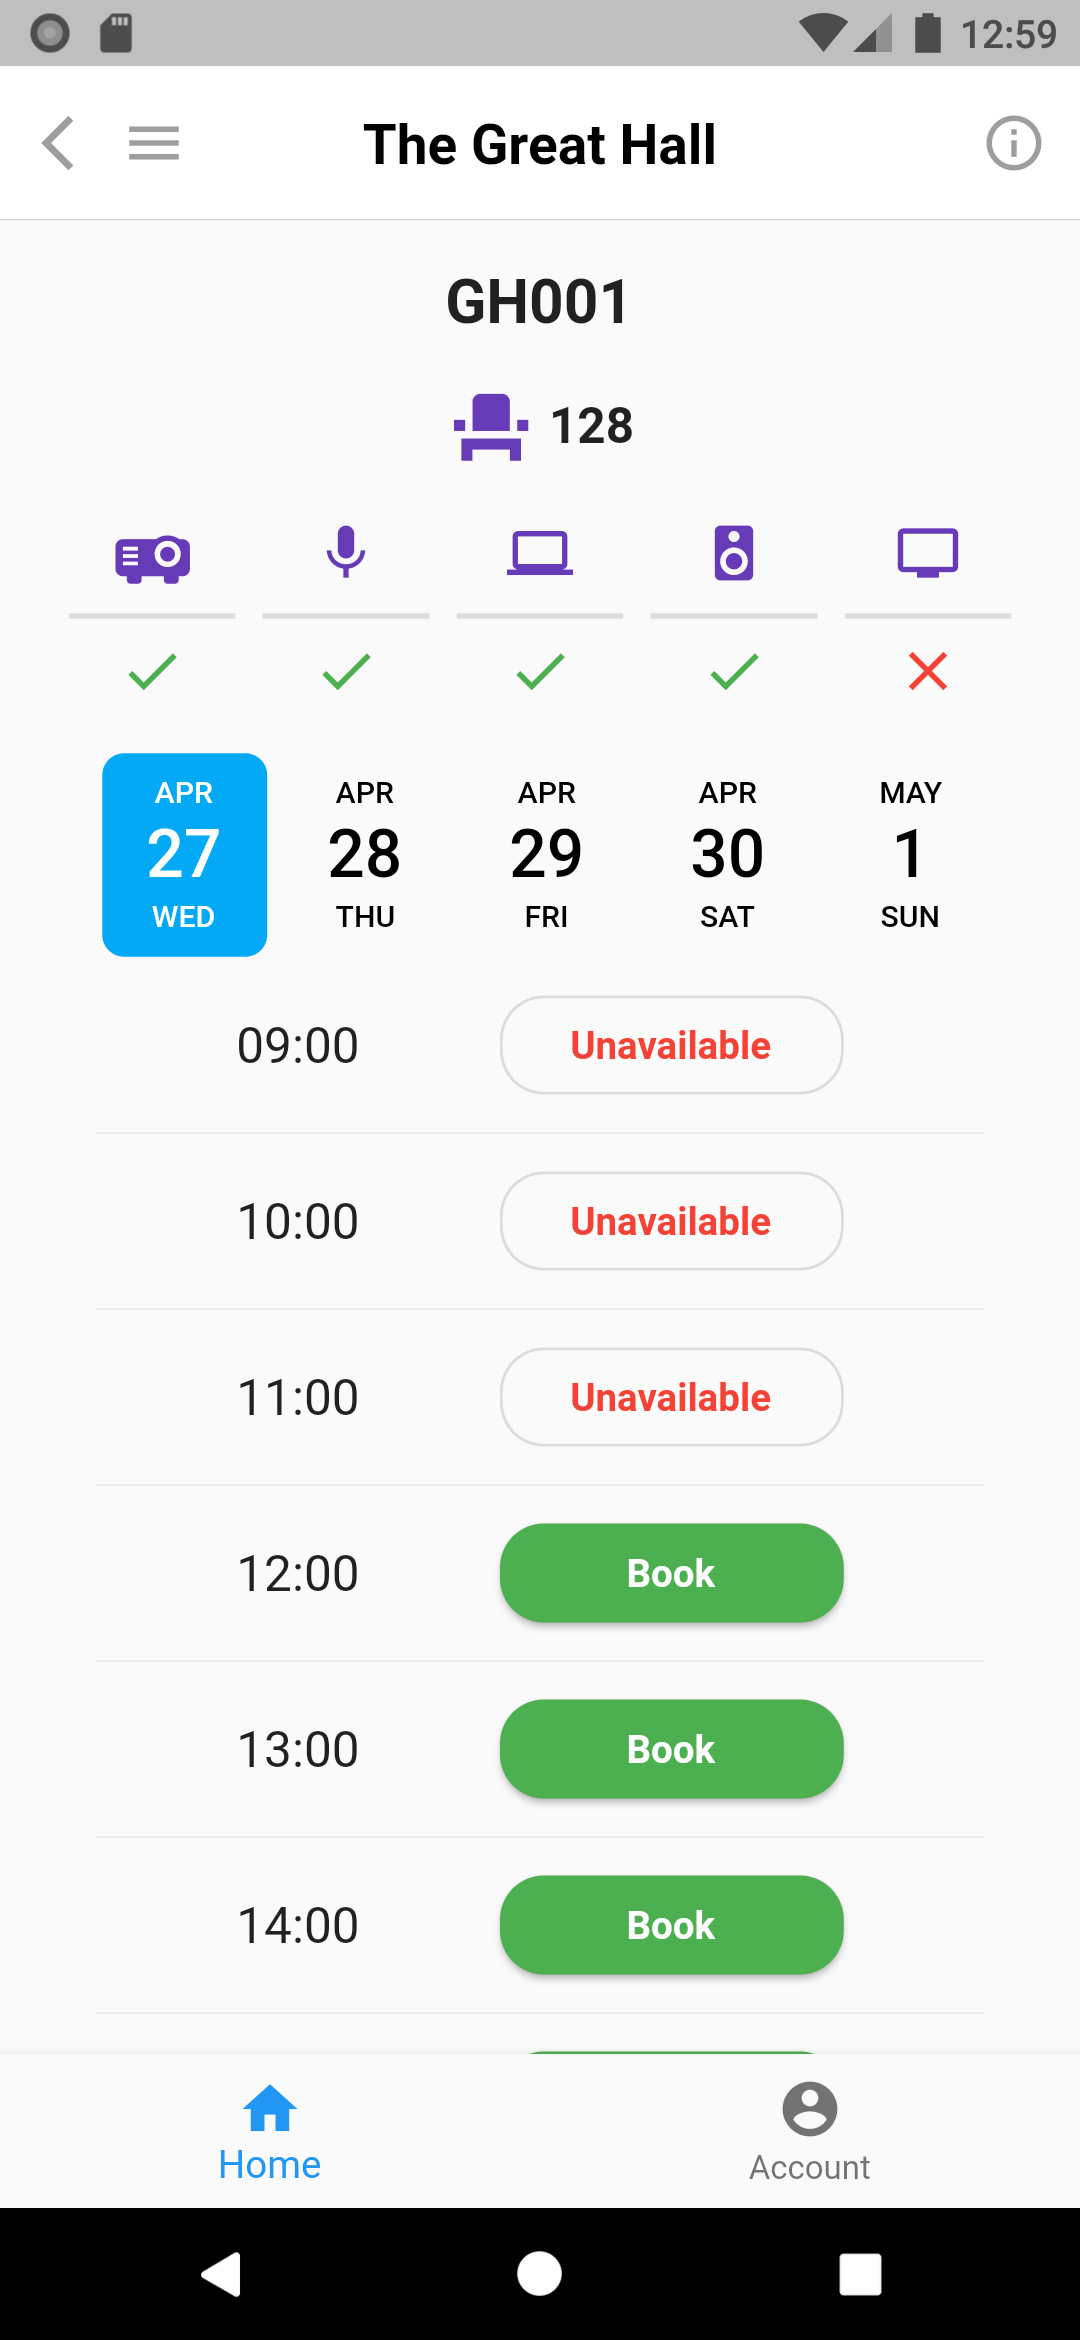 12:59
The Great Hall
GH001
128
APR APR APR APR MAY
27 28 29 30 1
WED THU FRI SAT SUN
09:00 Unavailable
10:00 Unavailable
11:00 Unavailable
12:00 Book
13:00 Book
14:00 Book
Home Account